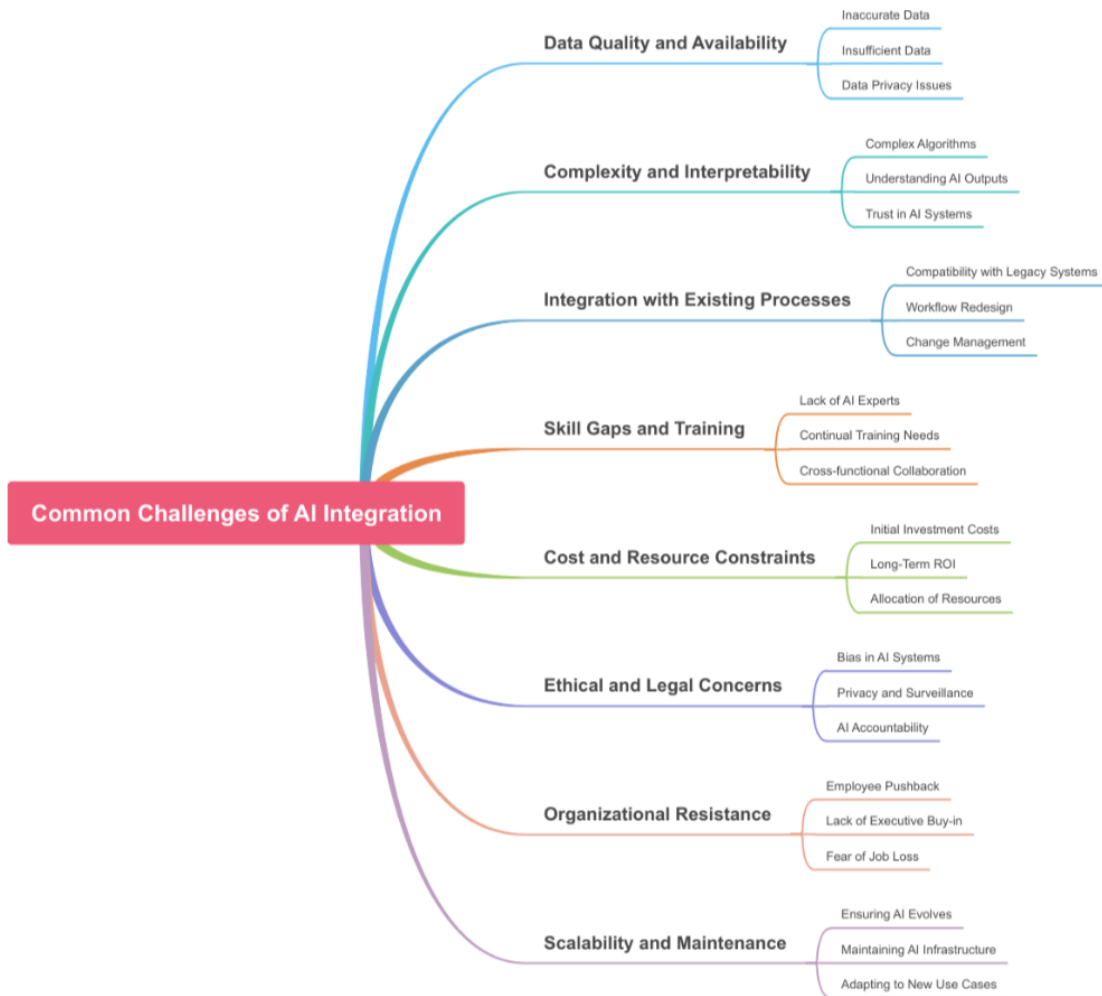 Common Challenges of AI Integration
Data Quality and Availability
Inaccurate Data
Insufficient Data
Data Privacy Issues
Complexity and Interpretability
Complex Algorithms
Understanding AI Outputs
Trust in AI Systems
Integration with Existing Processes
Compatibility with Legacy Systems
Workflow Redesign
Change Management
Skill Gaps and Training
Lack of AI Experts
Continual Training Needs
Cross-functional Collaboration
Cost and Resource Constraints
Initial Investment Costs
Long-Term ROI
Allocation of Resources
Ethical and Legal Concerns
Bias in AI Systems
Privacy and Surveillance
AI Accountability
Organizational Resistance
Employee Pushback
Lack of Executive Buy-in
Fear of Job Loss
Scalability and Maintenance
Ensuring AI Evolves
Maintaining AI Infrastructure
Adapting to New Use Cases